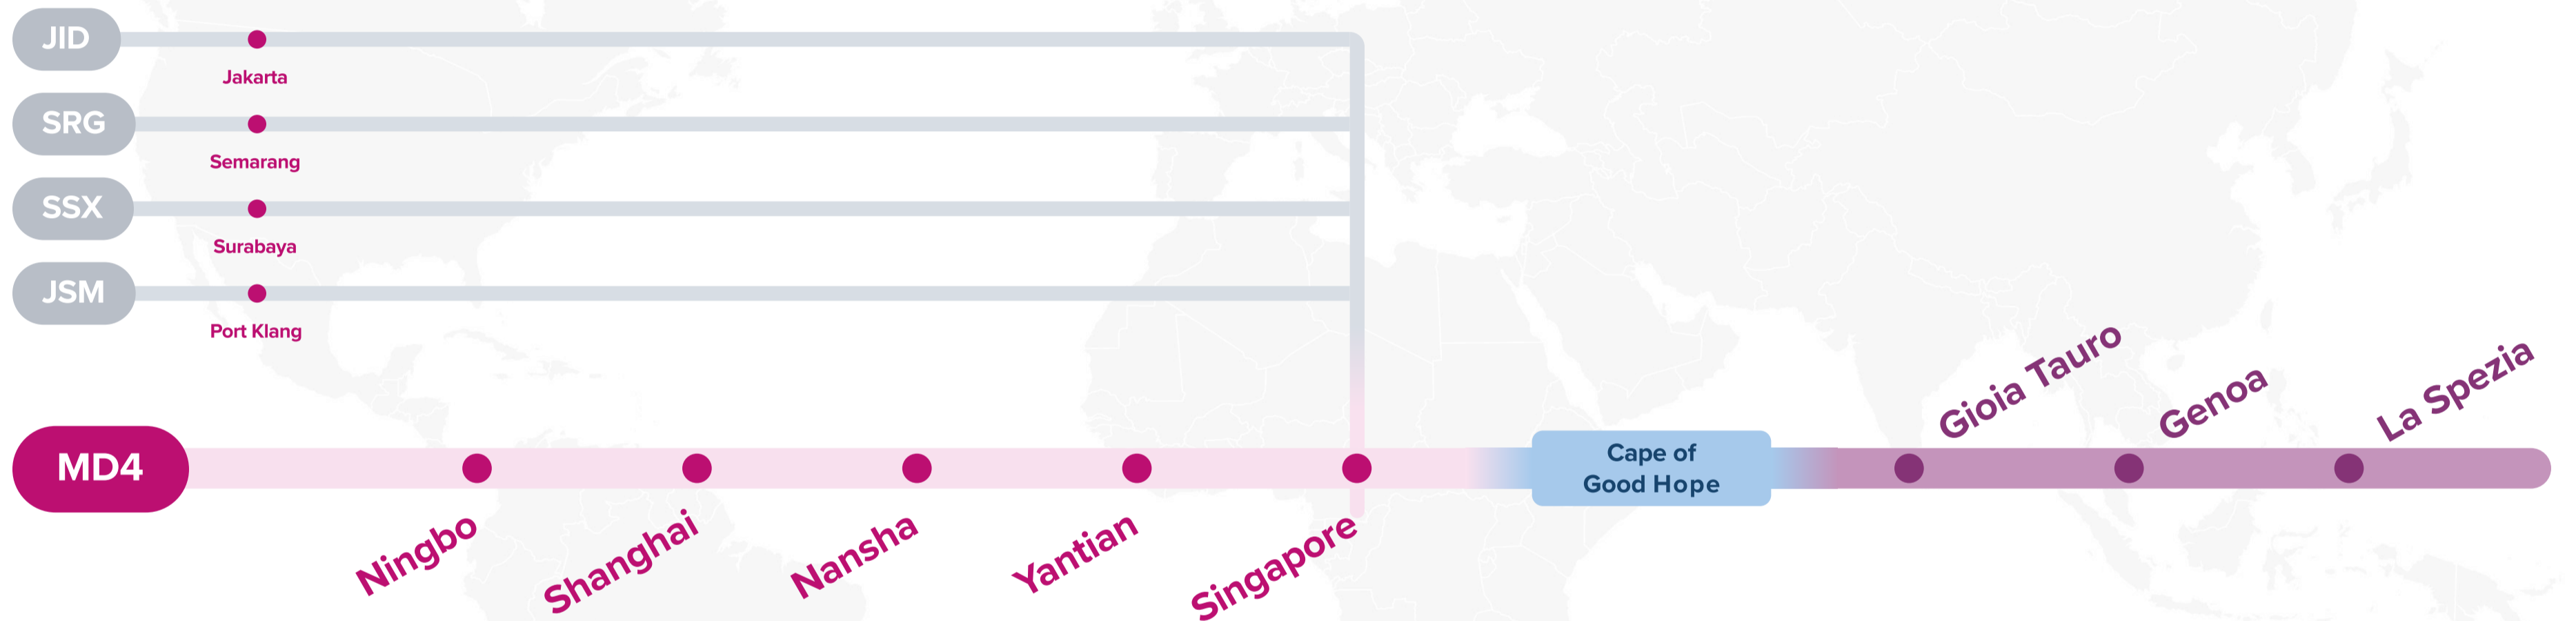 JID
Jakarta
SRG
Semarang
SSX
Surabaya
JSM
Port Klang
MD4
Ningbo
Shanghai
Nansha
Yantian
Singapore
Cape of
Good Hope
Gioia Tauro
Genoa
La Spezia